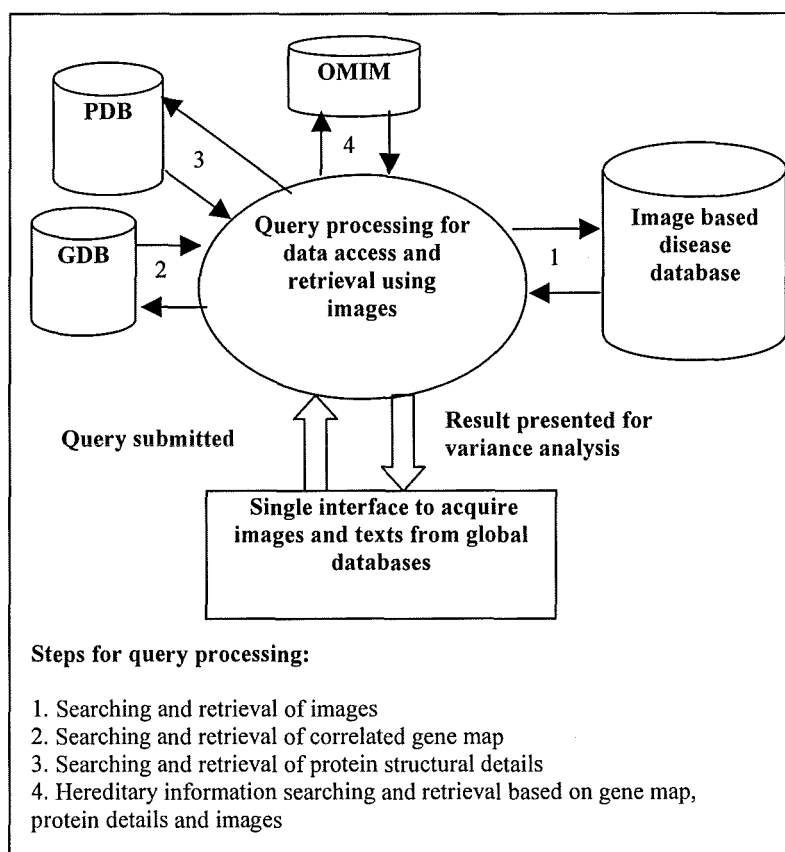 OMIM
PDB
4
3
Query processing for
data access and
retrieval using
images
Image based
disease
database
1
GDB
2
Query submitted
Result presented for
variance analysis
Single interface to acquire
images and texts from global
databases
Steps for query processing:
1. Searching and retrieval of images
2. Searching and retrieval of correlated gene map
3. Searching and retrieval of protein structural details
4. Hereditary information searching and retrieval based on gene map,
protein details and images